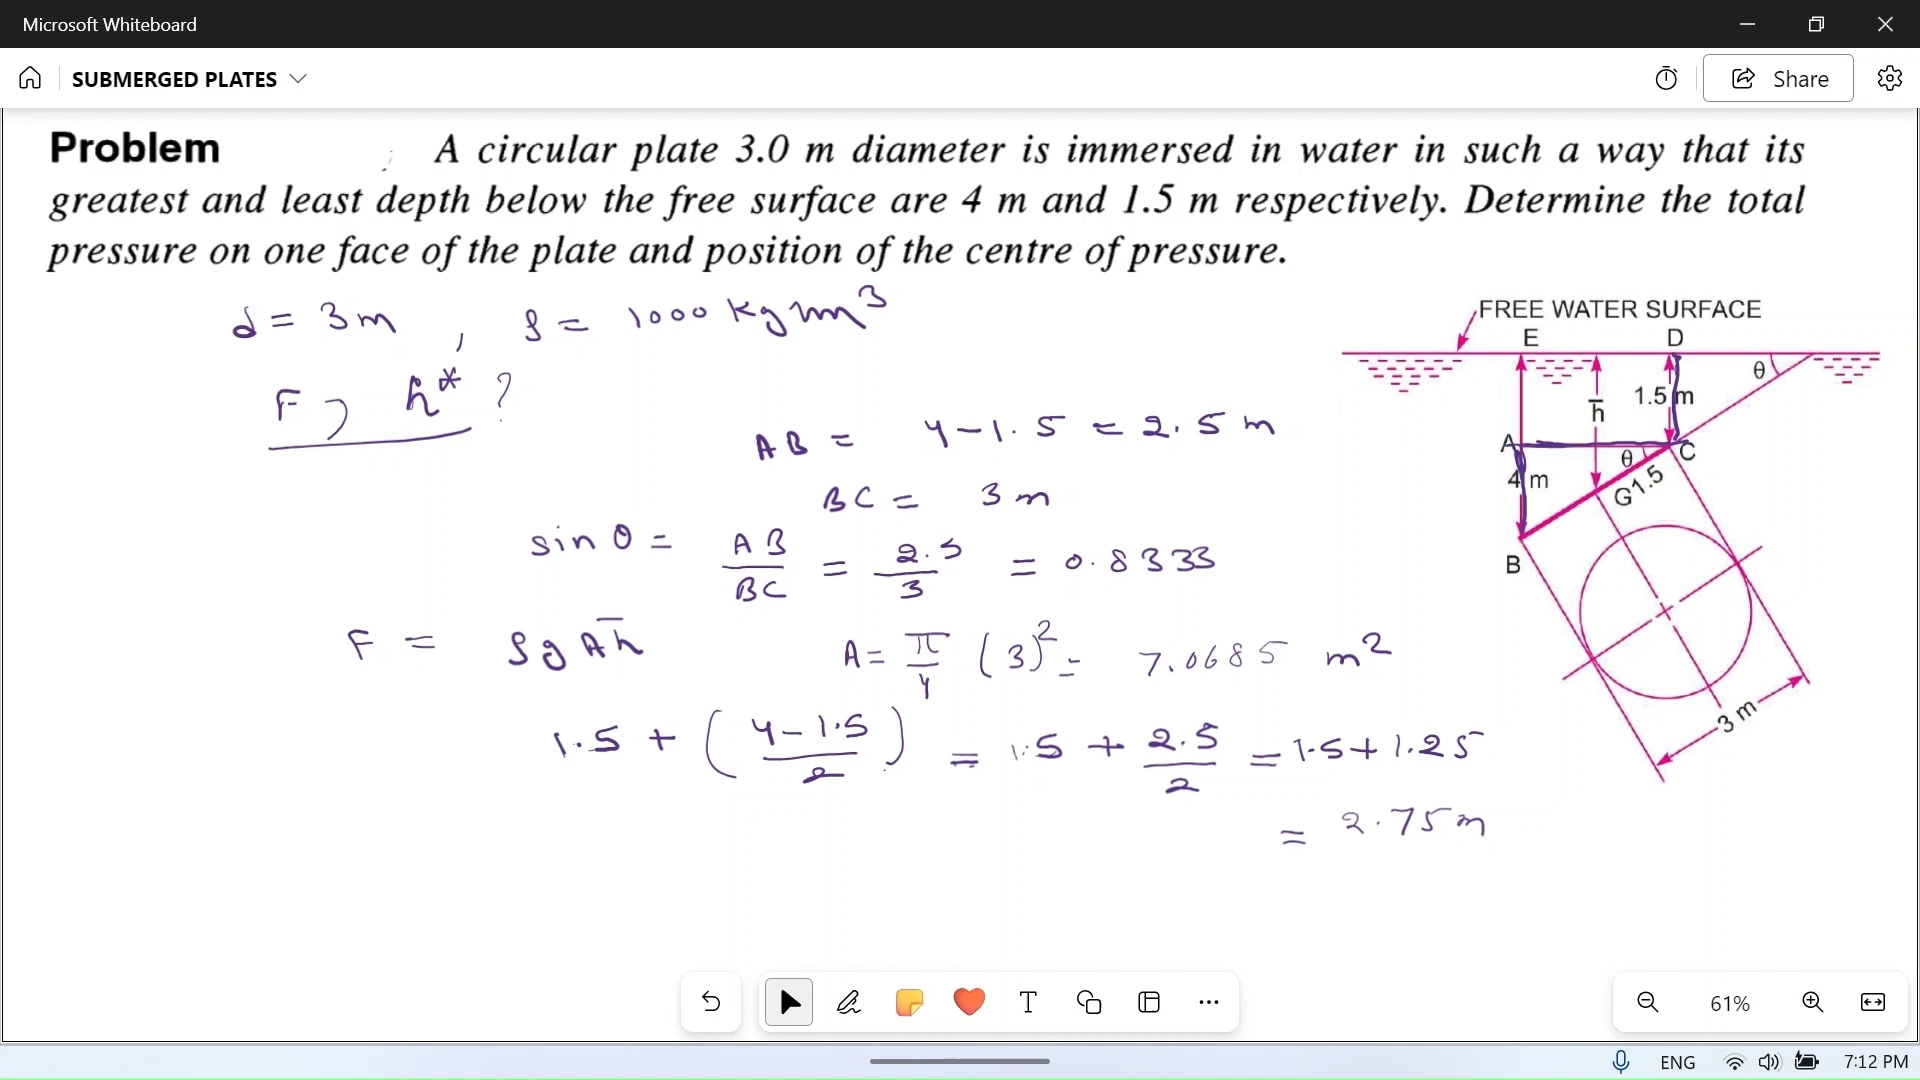 Microsoft Whiteboard
SUBMERGED PLATES
Share
Problem A circular plate 3.0 m diameter is immersed in water in such a way that its
greatest and least depth below the free surface are 4 m and 1.5 m respectively. Determine the total
pressure on one face of the plate and position of the centre of pressure.
d = 3m , ρ = 1000 kg/m³
F, h* ?
AB = 4-1.5 = 2.5 m
BC = 3 m
sin θ = AB/BC = 2.5/3 = 0.8333
F = ρgAh̄ A = π/4 (3)² = 7.0685 m²
1.5 + (4-1.5/2) = 1.5 + 2.5/2 = 1.5+1.25
= 2.75m
FREE WATER SURFACE
E D
θ
1.5 m
h̄
A θ C
4 m G 1.5
B
3 m
T
61%
ENG 7:12 PM